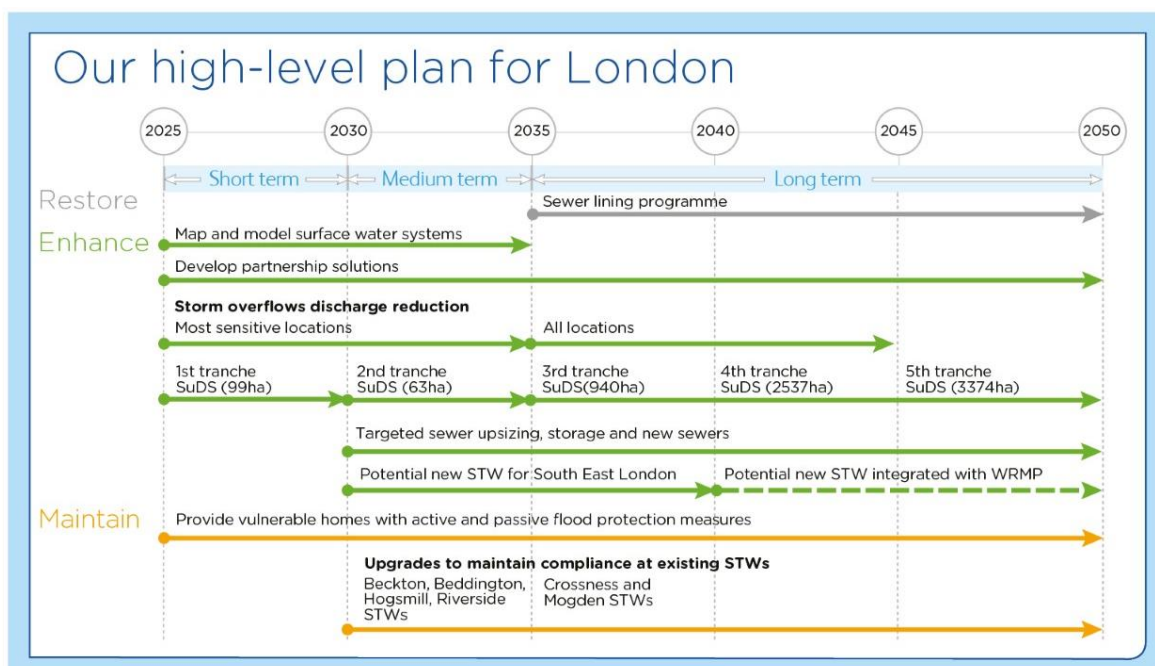 Our high-level plan for London
2025 2030 2035 2040 2045 2050
Short term Medium term Long term
Restore
Sewer lining programme
Enhance
Map and model surface water systems
Develop partnership solutions
Storm overflows discharge reduction
Most sensitive locations All locations
1st tranche 2nd tranche 3rd tranche 4th tranche 5th tranche
SuDS (99ha) SuDS (63ha) SuDS(940ha) SuDS (2537ha) SuDS (3374ha)
Targeted sewer upsizing, storage and new sewers
Potential new STW for South East London Potential new STW integrated with WRMP
Maintain
Provide vulnerable homes with active and passive flood protection measures
Upgrades to maintain compliance at existing STWs
Beckton, Beddington, Crossness and
Hogsmill, Riverside Mogden STWs
STWs